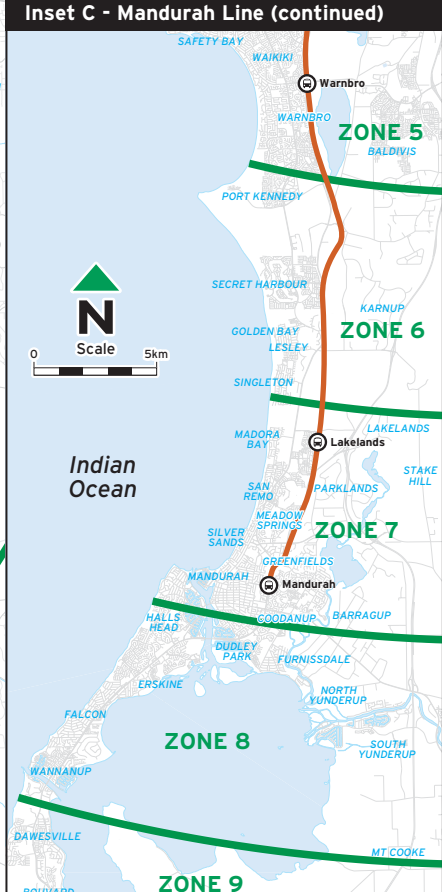 Inset C - Mandurah Line (continued)
SAFETY BAY
WAIKIKI
Warnbro
WARNBRO
ZONE 5
BALDIVIS
PORT KENNEDY
N
Scale
0 5km
SECRET HARBOUR
KARNUP
GOLDEN BAY
ZONE 6
LESLEY
SINGLETON
LAKELANDS
MADORA
BAY
Lakelands
Indian
Ocean
STAKE
HILL
SAN
REMO
PARKLANDS
MEADOW
SPRINGS
SILVER
SANDS
ZONE 7
GREENFIELDS
MANDURAH
Mandurah
HALLS
HEAD
COODANUP
BARRAGUP
DUDLEY
PARK
FURNISSDALE
ERSKINE
NORTH
YUNDERUP
FALCON
ZONE 8
SOUTH
YUNDERUP
WANNANUP
DAWESVILLE
MT COOKE
ZONE 9
BOUVARD